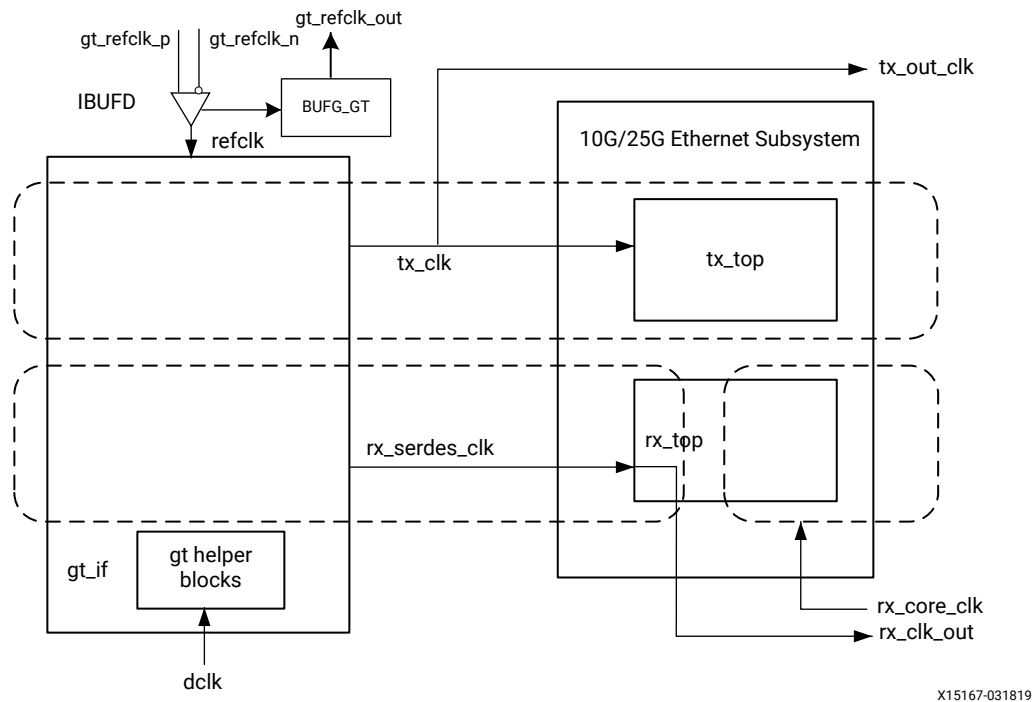 gt_refclk_out
gt_refclk_p
gt_refclk_n
tx_out_clk
IBUFD
BUFG_GT
refclk
10G/25G Ethernet Subsystem
tx_clk
tx_top
rx_serdes_clk
rx_top
gt_if
gt helper
blocks
rx_core_clk
rx_clk_out
dclk
X15167-031819